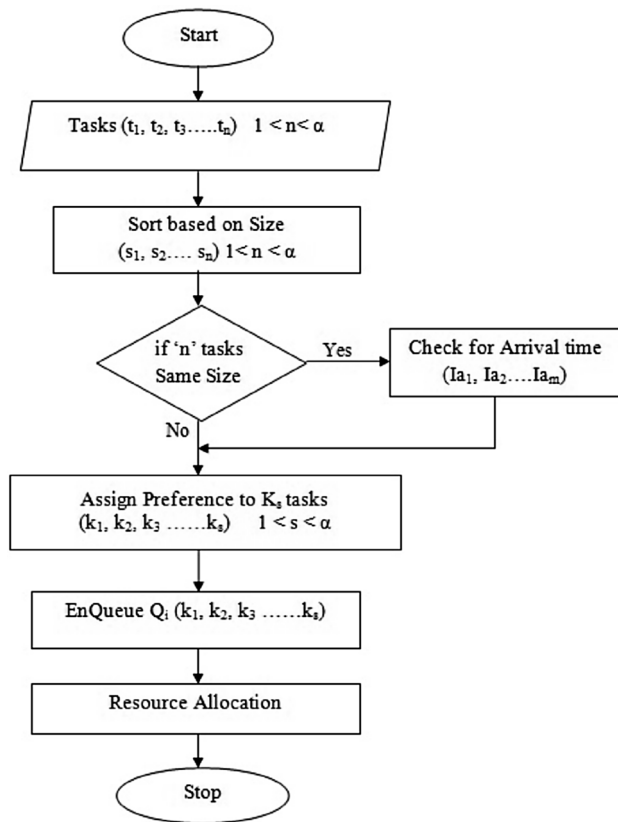 Start
Tasks (t₁, t₂, t₃.....tₙ) 1 < n< α
Sort based on Size
(s₁, s₂.... sₙ) 1< n < α
if ‘n’ tasks
Same Size
Yes
Check for Arrival time
(Ia₁, Ia₂....Iaₘ)
No
Assign Preference to Kₛ tasks
(k₁, k₂, k₃ ......kₛ) 1 < s < α
EnQueue Qᵢ (k₁, k₂, k₃ ......kₛ)
Resource Allocation
Stop